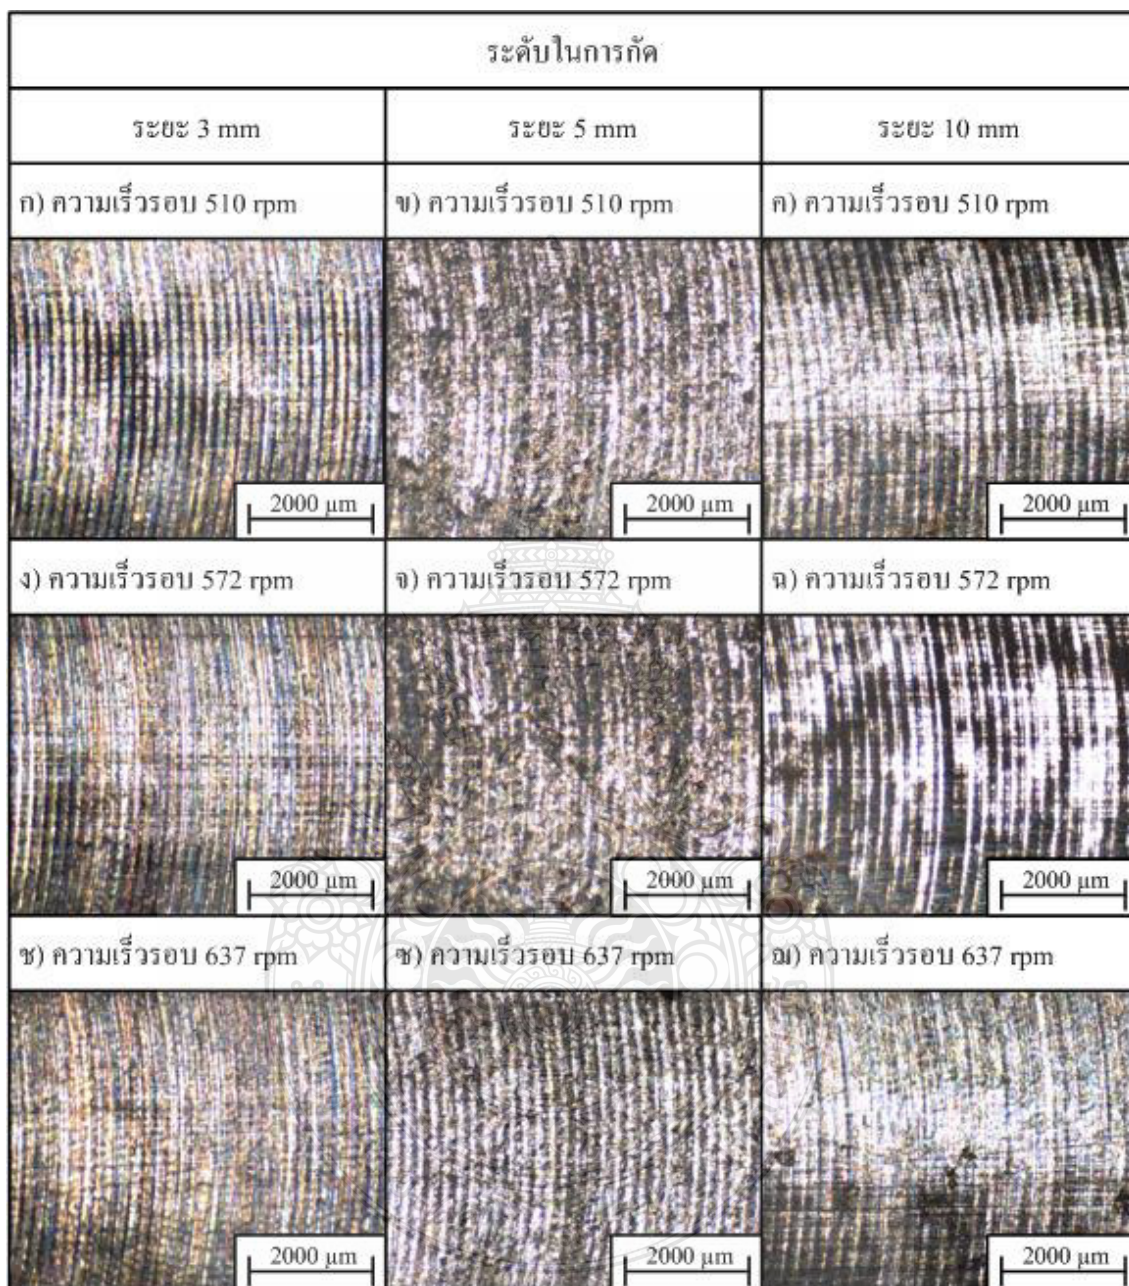 ระดับในการกัด
ระยะ 3 mm ระยะ 5 mm ระยะ 10 mm
ก) ความเร็วรอบ 510 rpm ข) ความเร็วรอบ 510 rpm ค) ความเร็วรอบ 510 rpm
2000 µm 2000 µm 2000 µm
ง) ความเร็วรอบ 572 rpm จ) ความเร็วรอบ 572 rpm ฉ) ความเร็วรอบ 572 rpm
2000 µm 2000 µm 2000 µm
ช) ความเร็วรอบ 637 rpm ซ) ความเร็วรอบ 637 rpm ฌ) ความเร็วรอบ 637 rpm
2000 µm 2000 µm 2000 µm